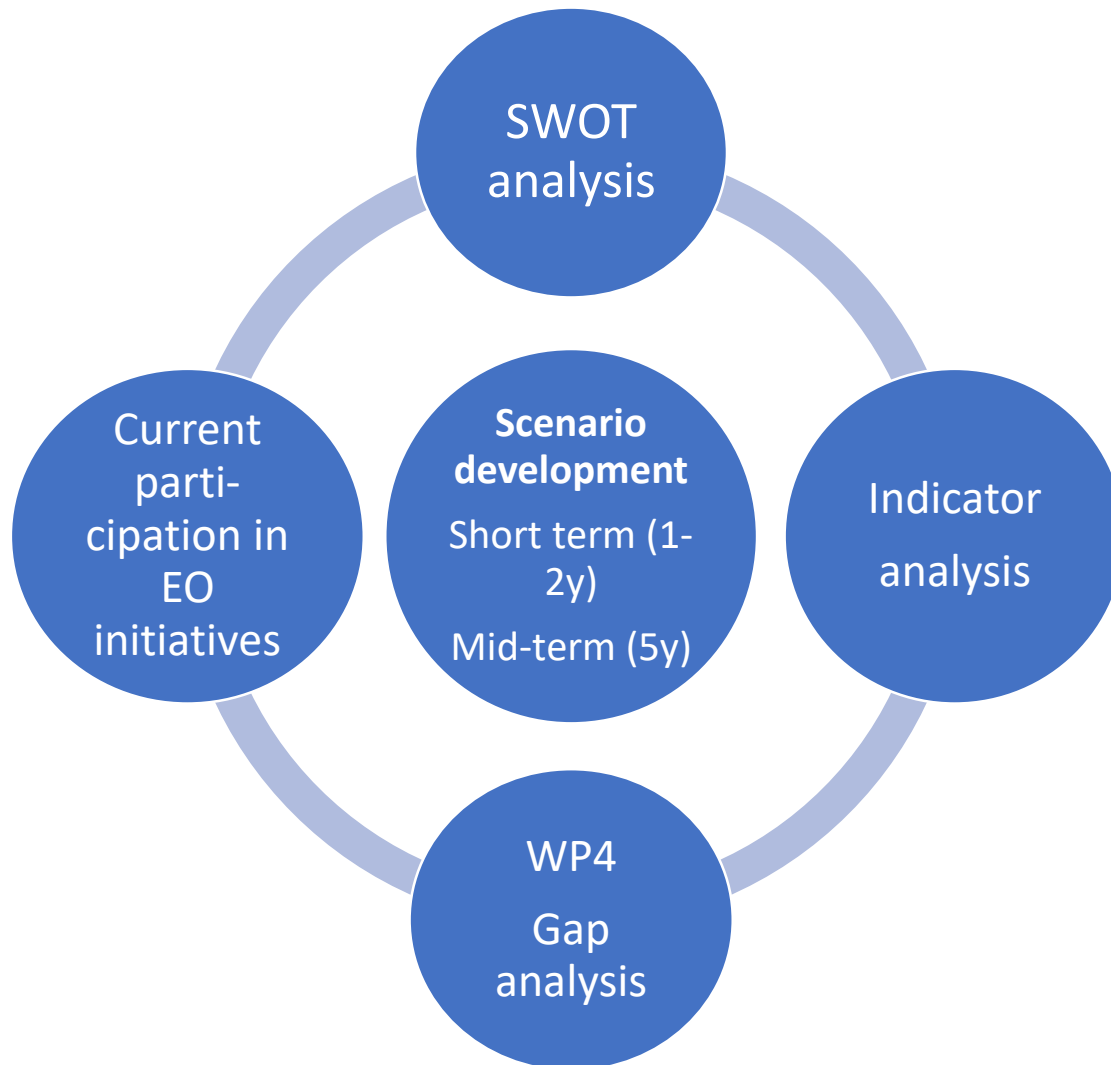 SWOT
analysis
Current
parti-
cipation in
EO
initiatives
Scenario
development
Short term (1-
2y)
Mid-term (5y)
Indicator
analysis
WP4
Gap
analysis